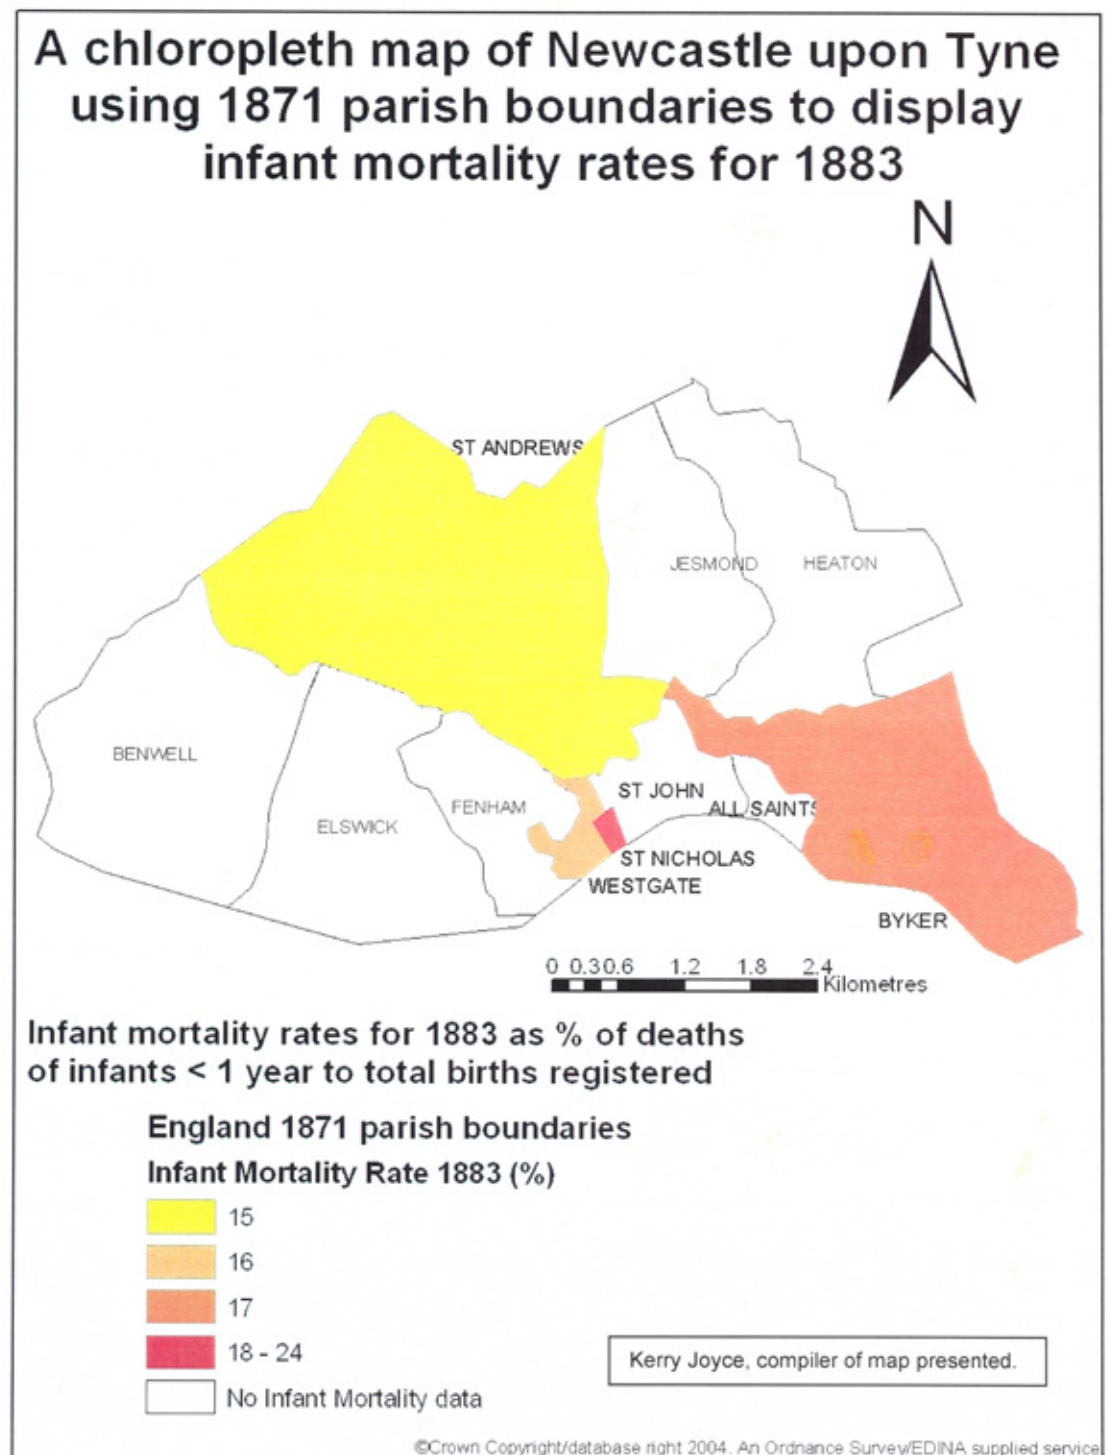 A chloropleth map of Newcastle upon Tyne
using 1871 parish boundaries to display
infant mortality rates for 1883
N
ST ANDREWS
JESMOND
HEATON
BENWELL
ELSWICK
FENHAM
ST JOHN
ALL SAINTS
ST NICHOLAS
WESTGATE
BYKER
0 0.3 0.6 1.2 1.8 2.4
Kilometres
Infant mortality rates for 1883 as % of deaths
of infants < 1 year to total births registered
England 1871 parish boundaries
Infant Mortality Rate 1883 (%)
15
16
17
18 - 24
No Infant Mortality data
Kerry Joyce, compiler of map presented.
©Crown Copyright/database right 2004. An Ordnance Survey/EDINA supplied service